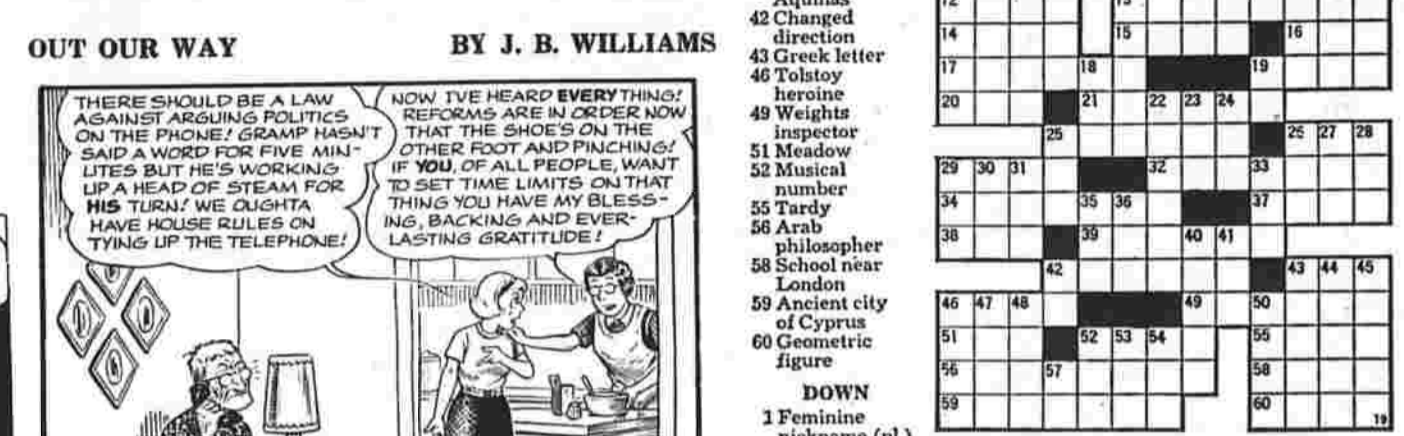 OUT OUR WAY
BY J. B. WILLIAMS
THERE SHOULD BE A LAW
AGAINST ARGUING POLITICS
ON THE PHONE! GRAMP HASN'T
SAID A WORD FOR FIVE MIN-
UTES BUT HE'S WORKING
UP A HEAD OF STEAM FOR
HIS TURN! WE OUGHTA
HAVE HOUSE RULES ON
TYING UP THE TELEPHONE!
NOW I'VE HEARD EVERYTHING!
REFORMS ARE IN ORDER NOW
THAT THE SHOE'S ON THE
OTHER FOOT AND PINCHING!
IF YOU, OF ALL PEOPLE, WANT
TO SET TIME LIMITS ON THAT
THING YOU HAVE MY BLESS-
ING, BACKING AND EVER-
LASTING GRATITUDE!
Aquinas
42 Changed
direction
43 Greek letter
46 Tolstoy
heroine
49 Weights
inspector
51 Meadow
52 Musical
number
55 Tardy
56 Arab
philosopher
58 School near
London
59 Ancient city
of Cyprus
60 Geometric
figure
DOWN
1 Feminine
nickname (pl.)
12 13
14 15 16
17 18 19
20 21 22 23 24
25 26 27 28
29 30 31 32 33
34 35 36 37
38 39 40 41
42 43 44 45
46 47 48 49 50
51 52 53 54 55
56 57 58
59 60
19